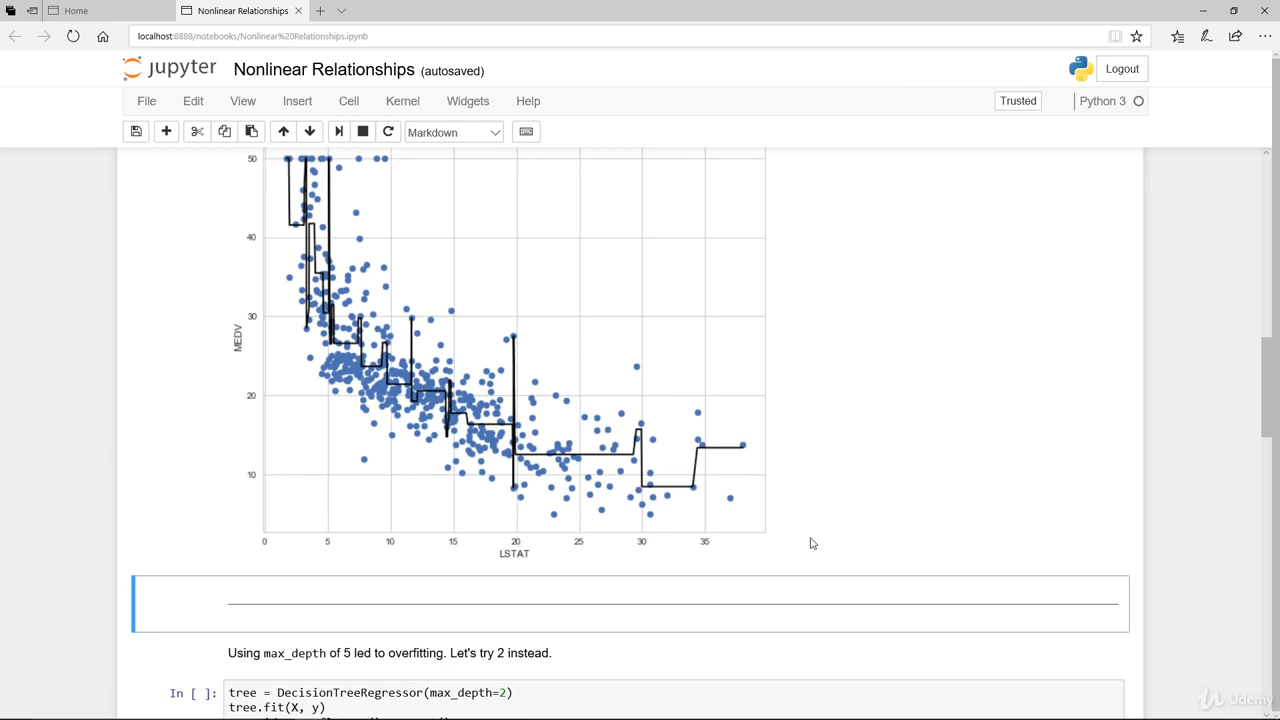 Home
Nonlinear Relationships
localhost:8888/notebooks/Nonlinear%20Relationships.ipynb
jupyter Nonlinear Relationships (autosaved)
Logout
File Edit View Insert Cell Kernel Widgets Help
Trusted
Python 3
Markdown
50
40
30
20
10
MEDV
0 5 10 15 20 25 30 35
LSTAT
Using max_depth of 5 led to overfitting. Let's try 2 instead.
In [ ]: tree = DecisionTreeRegressor(max_depth=2)
tree.fit(X, y)
Udemy